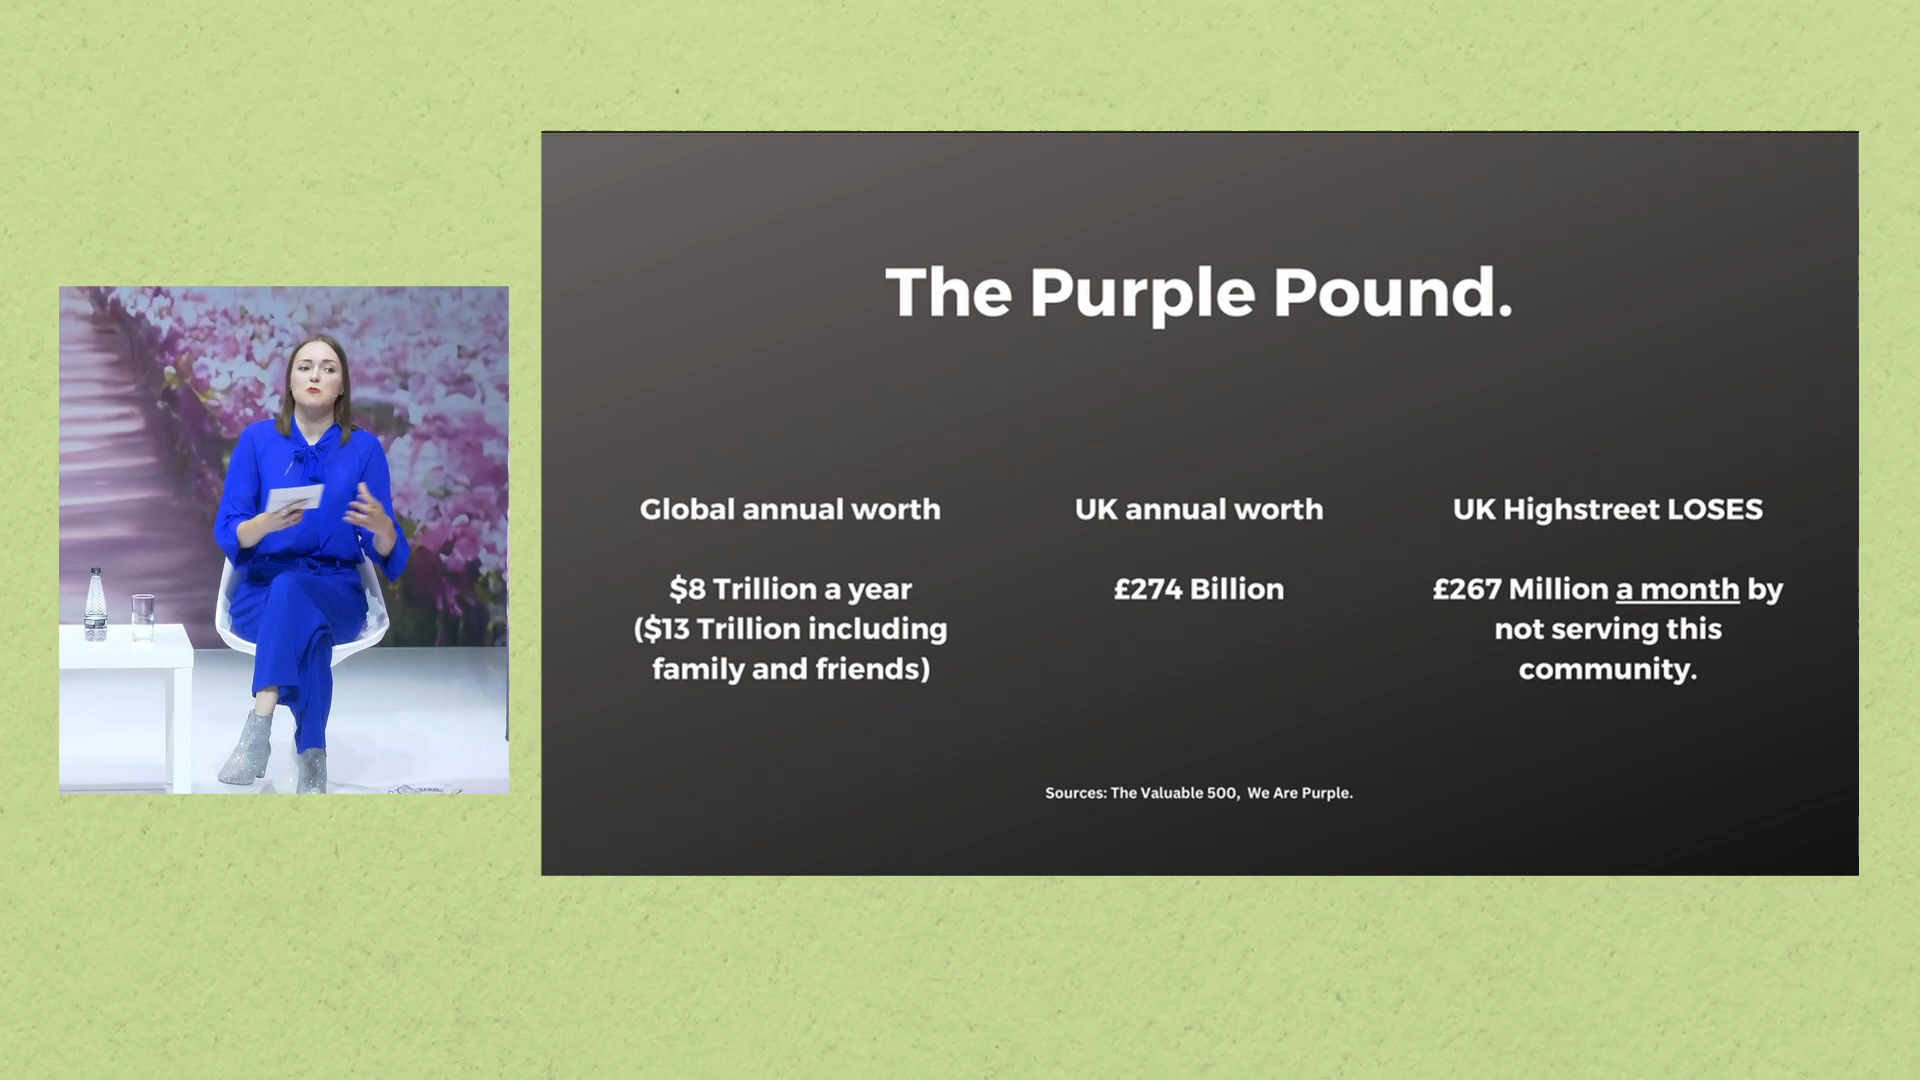 The Purple Pound.
Global annual worth
$8 Trillion a year
($13 Trillion including
family and friends)
UK annual worth
£274 Billion
UK Highstreet LOSES
£267 Million a month by
not serving this
community.
Sources: The Valuable 500,  We Are Purple.